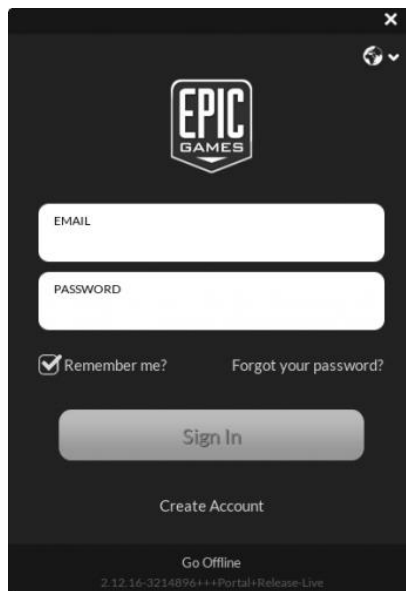 EPIC
GAMES
EMAIL
PASSWORD
Remember me? Forgot your password?
Sign In
Create Account
Go Offline
2.12.16-3214896+++Portal+Release-Live